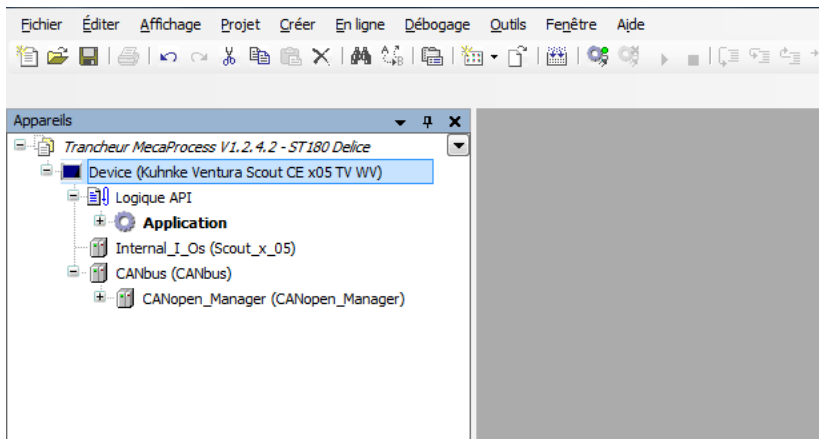 Fichier Éditer Affichage Projet Créer En ligne Débogage Outils Fenêtre Aide
Appareils
Trancheur MecaProcess V1.2.4.2 - ST180 Delice
Device (Kuhnke Ventura Scout CE x05 TV WV)
Logique API
Application
Internal_I_Os (Scout_x_05)
CANbus (CANbus)
CANopen_Manager (CANopen_Manager)